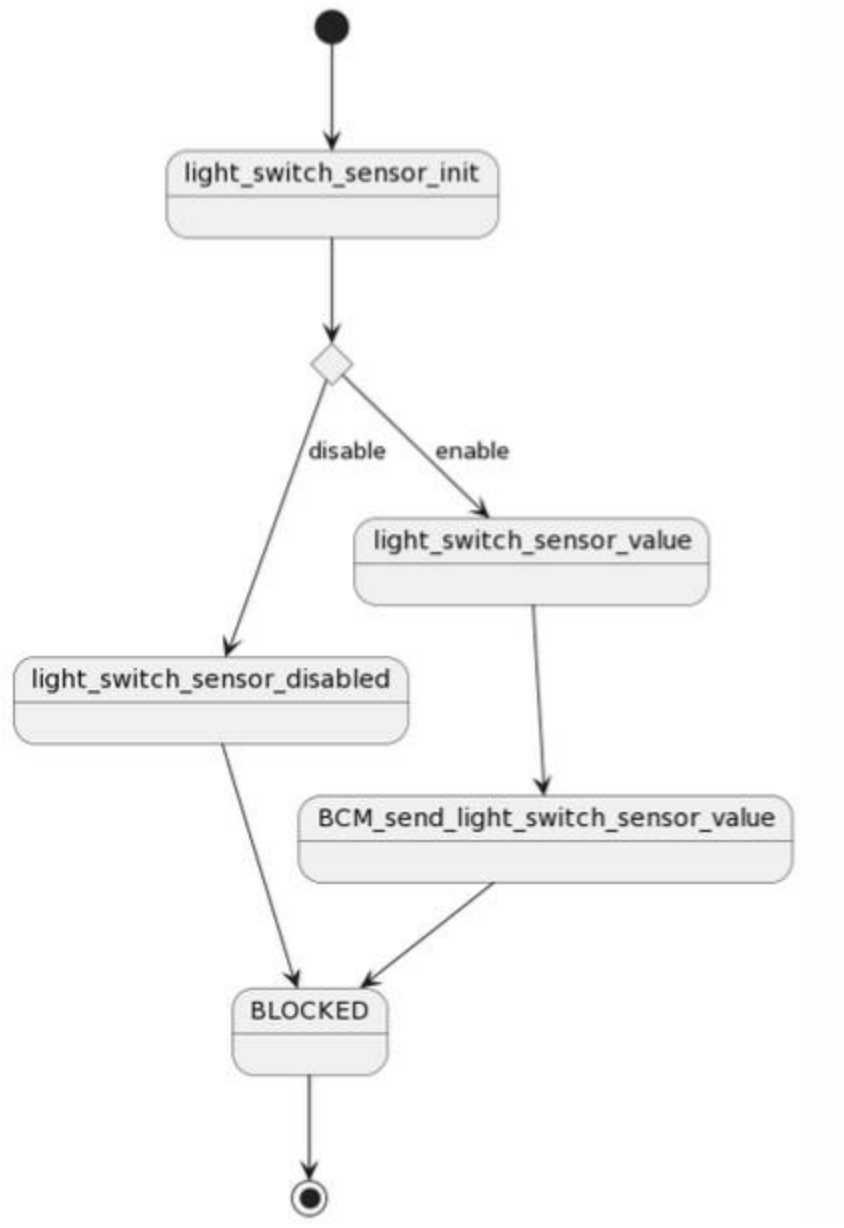 light_switch_sensor_init
disable
enable
light_switch_sensor_value
light_switch_sensor_disabled
BCM_send_light_switch_sensor_value
BLOCKED